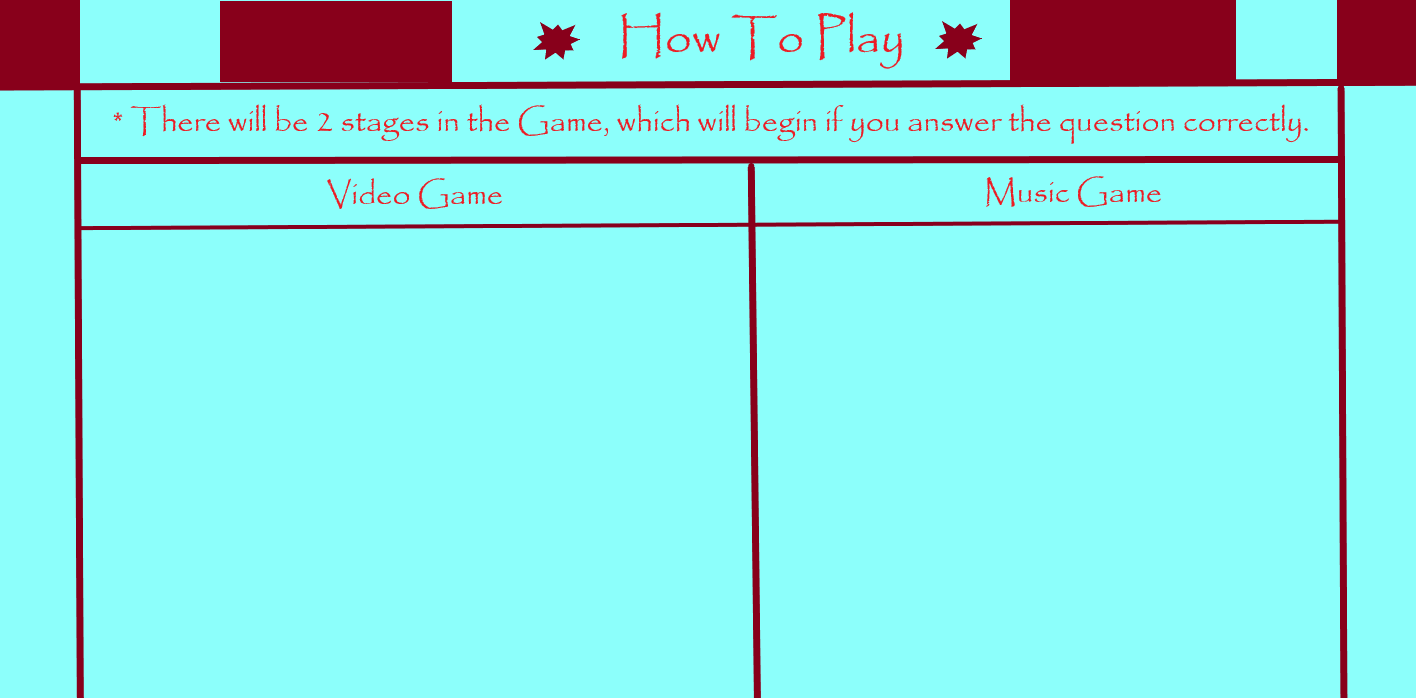 How To Play
* There will be 2 stages in the Game, which will begin if you answer the question correctly.
Video Game
Music Game